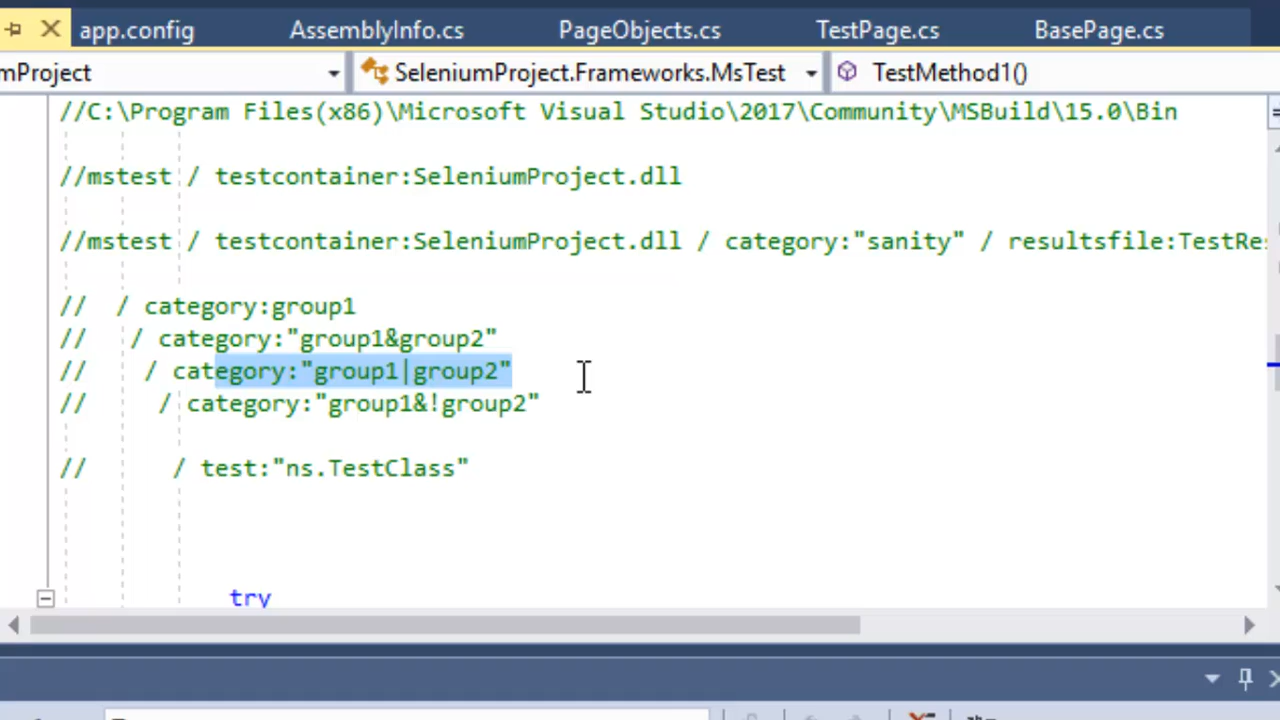 app.config AssemblyInfo.cs PageObjects.cs TestPage.cs BasePage.cs
mProject SeleniumProject.Frameworks.MsTest TestMethod1()
//C:\Program Files(x86)\Microsoft Visual Studio\2017\Community\MSBuild\15.0\Bin
//mstest / testcontainer:SeleniumProject.dll
//mstest / testcontainer:SeleniumProject.dll / category:"sanity" / resultsfile:TestRes
// / category:group1
// / category:"group1&group2"
// / category:"group1|group2"
// / category:"group1&!group2"
// / test:"ns.TestClass"
try